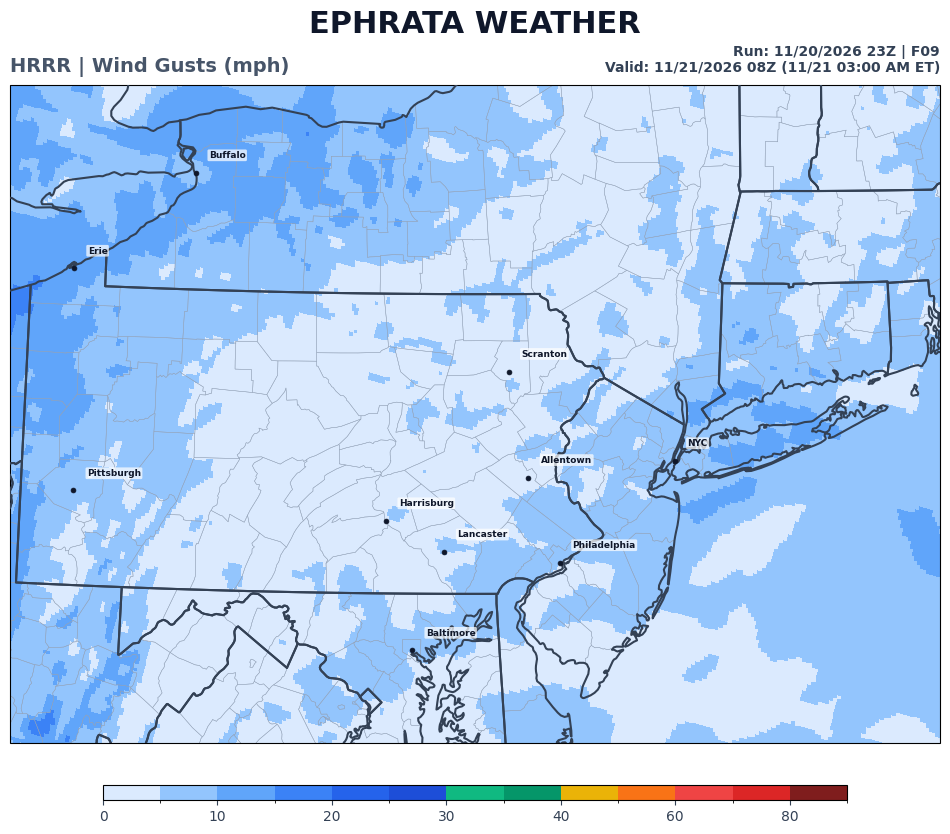 EPHRATA WEATHER
HRRR | Wind Gusts (mph)
Run: 11/20/2026 23Z | F09
Valid: 11/21/2026 08Z (11/21 03:00 AM ET)
Buffalo
Erie
Scranton
NYC
Allentown
Pittsburgh
Harrisburg
Lancaster
Philadelphia
Baltimore
0 10 20 30 40 60 80